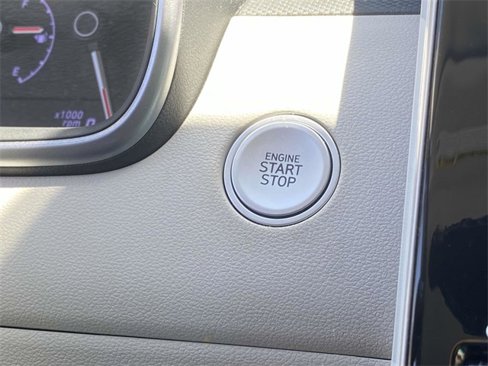 E
x1000
rpm
ENGINE
START
STOP